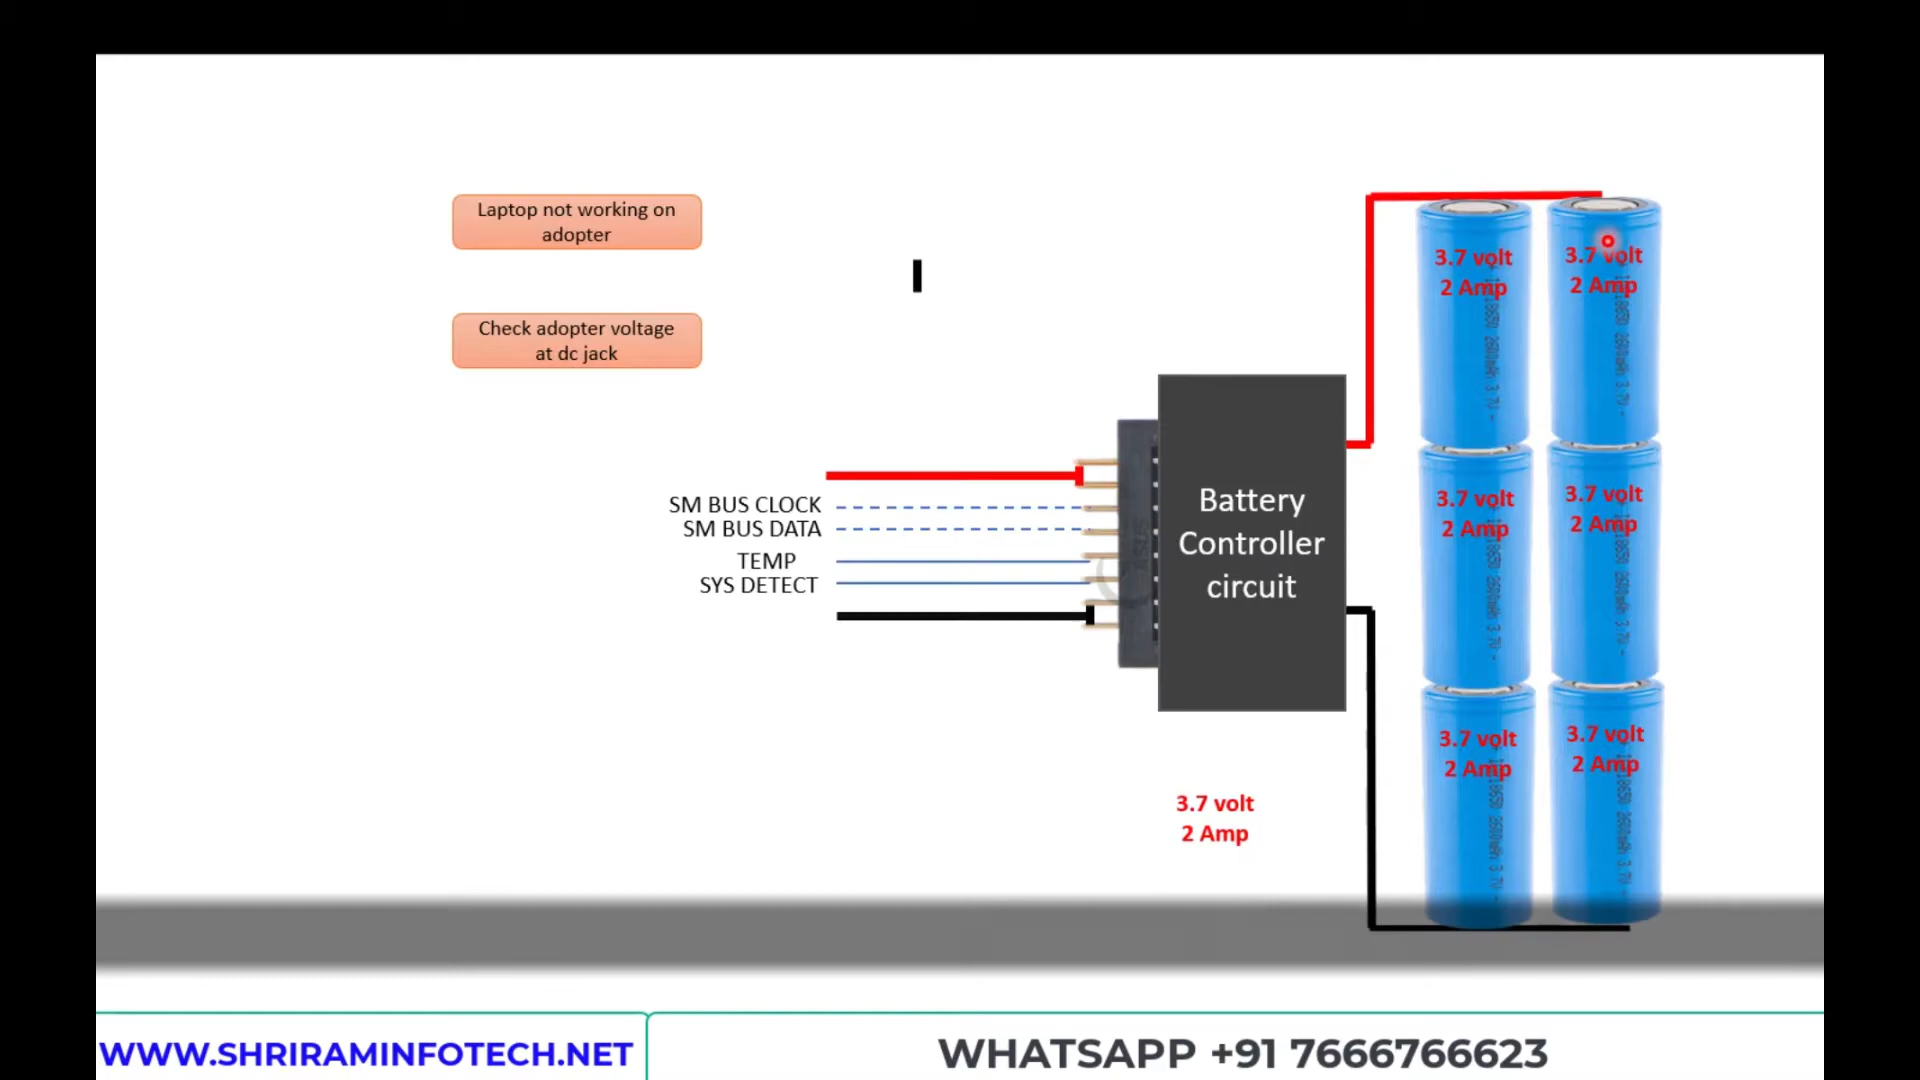 Laptop not working on
adopter
Check adopter voltage
at dc jack
SM BUS CLOCK
SM BUS DATA
TEMP
SYS DETECT
Battery
Controller
circuit
3.7 volt
2 Amp
3.7 volt
2 Amp
3.7 volt
2 Amp
3.7 volt
2 Amp
3.7 volt
2 Amp
3.7 volt
2 Amp
3.7 volt
2 Amp
WWW.SHRIRAMINFOTECH.NET
WHATSAPP +91 7666766623